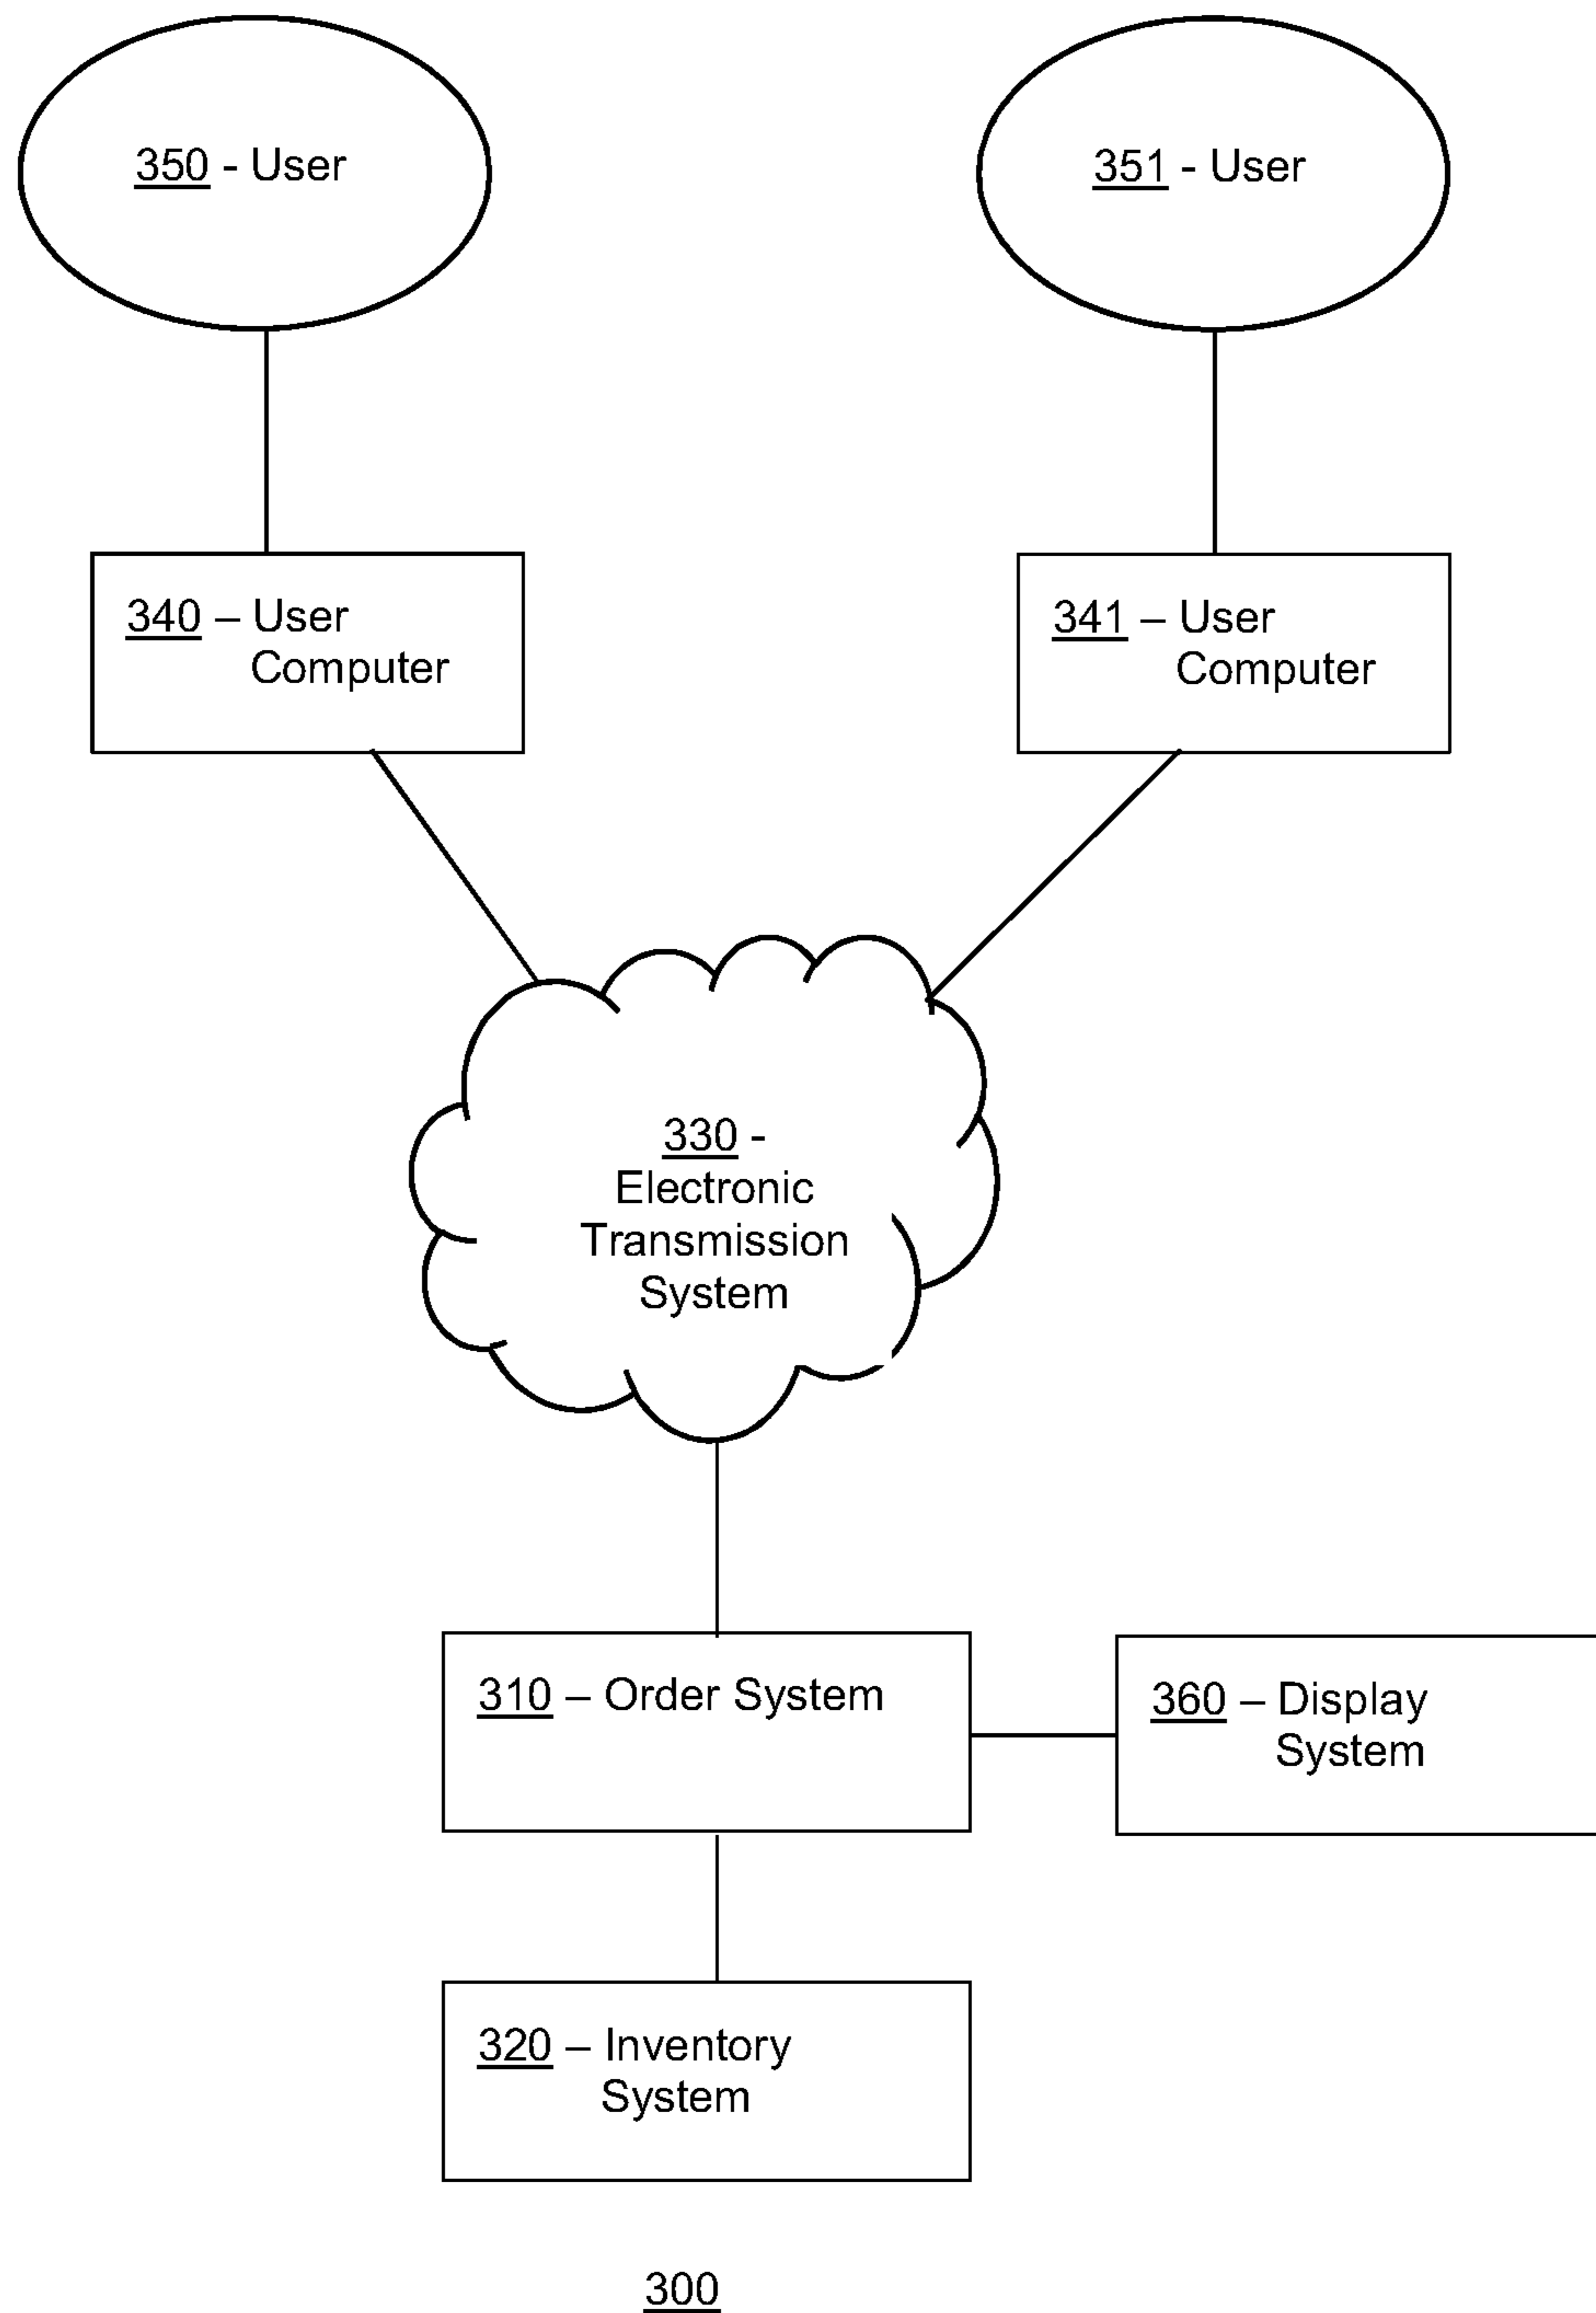 350 - User
351 - User
340 – User
Computer
341 – User
Computer
330 -
Electronic
Transmission
System
310 – Order System
360 – Display
System
320 – Inventory
System
300